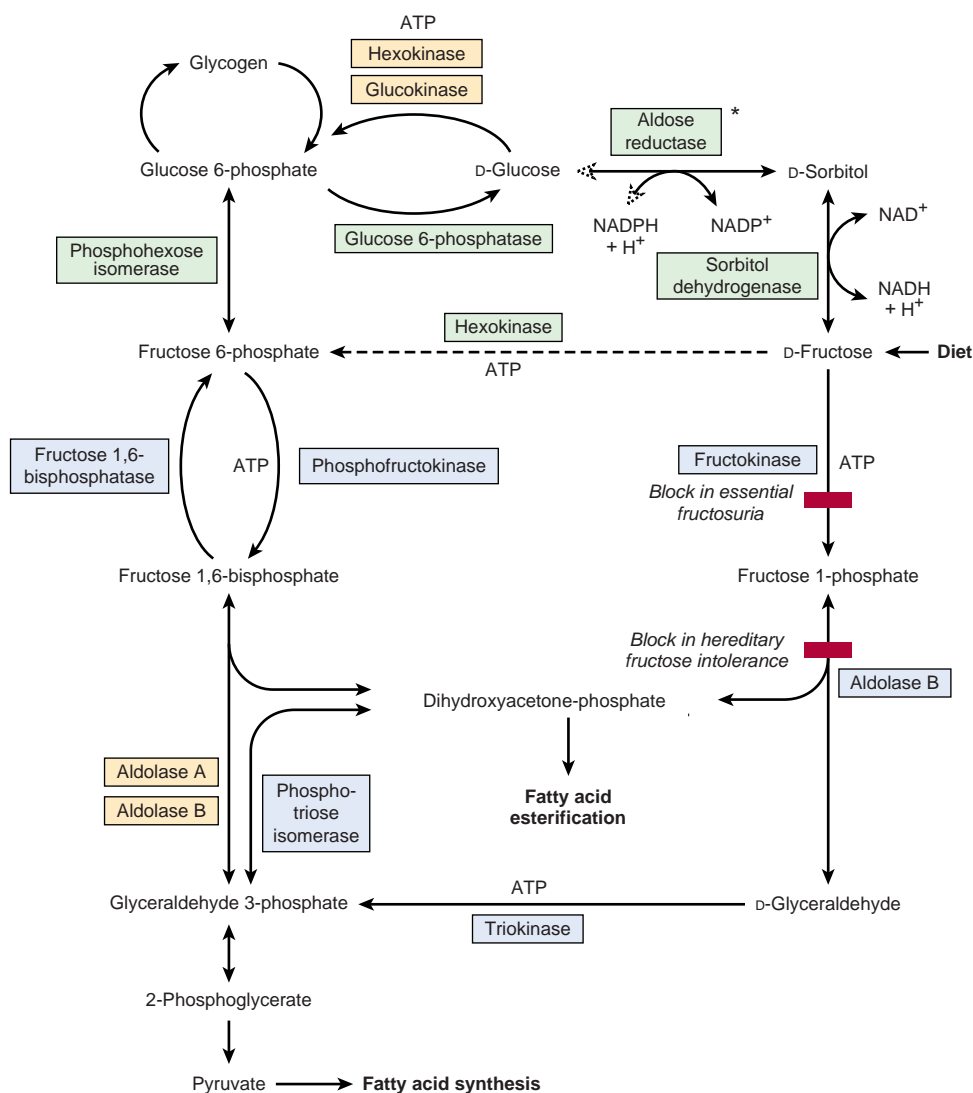 ATP
Hexokinase
Glucokinase
Glycogen
Aldose
reductase
*
Glucose 6-phosphate
D-Glucose
D-Sorbitol
NADPH
+ H+
NADP+
NAD+
Glucose 6-phosphatase
Phosphohexose
isomerase
Sorbitol
dehydrogenase
NADH
+ H+
Hexokinase
Fructose 6-phosphate
ATP
D-Fructose
Diet
Fructose 1,6-
bisphosphatase
ATP
Phosphofructokinase
Fructokinase
ATP
Block in essential
fructosuria
Fructose 1,6-bisphosphate
Fructose 1-phosphate
Block in hereditary
fructose intolerance
Aldolase B
Dihydroxyacetone-phosphate
Aldolase A
Aldolase B
Phospho-
triose
isomerase
Fatty acid
esterification
Glyceraldehyde 3-phosphate
ATP
Triokinase
D-Glyceraldehyde
2-Phosphoglycerate
Pyruvate
Fatty acid synthesis